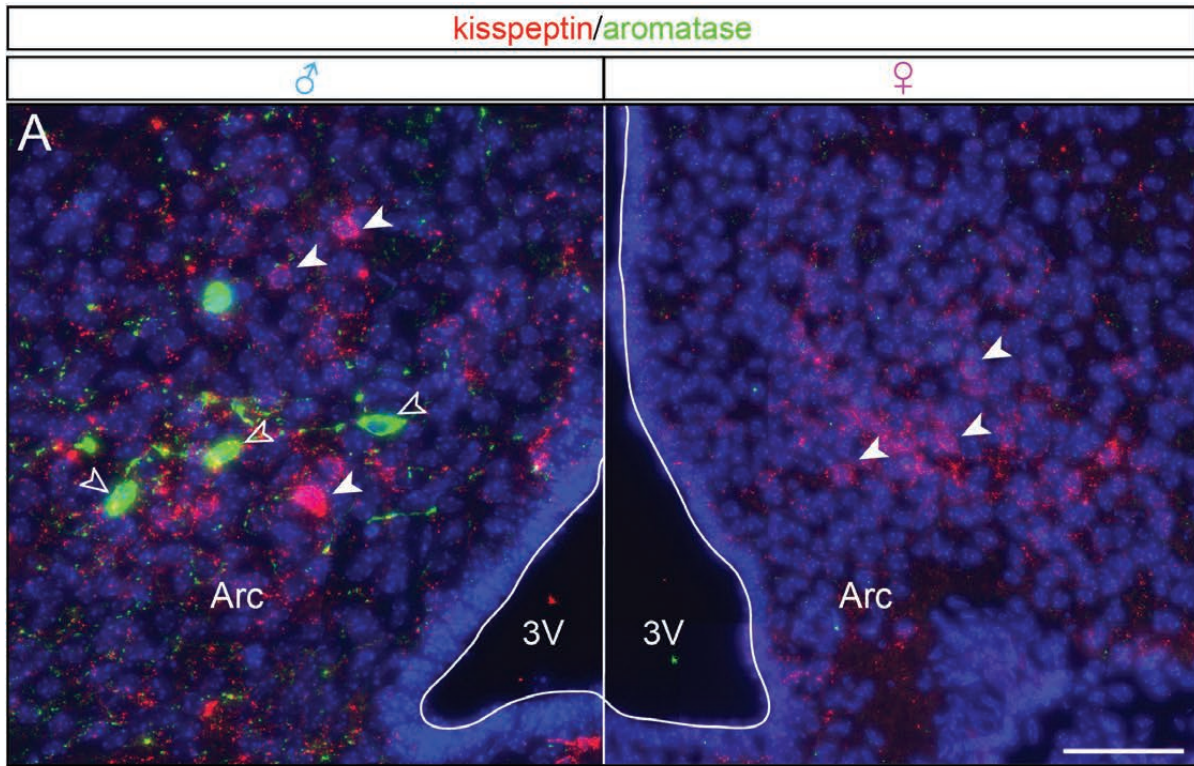 kisspeptin/aromatase
♂ ♀
A
Arc Arc
3V 3V